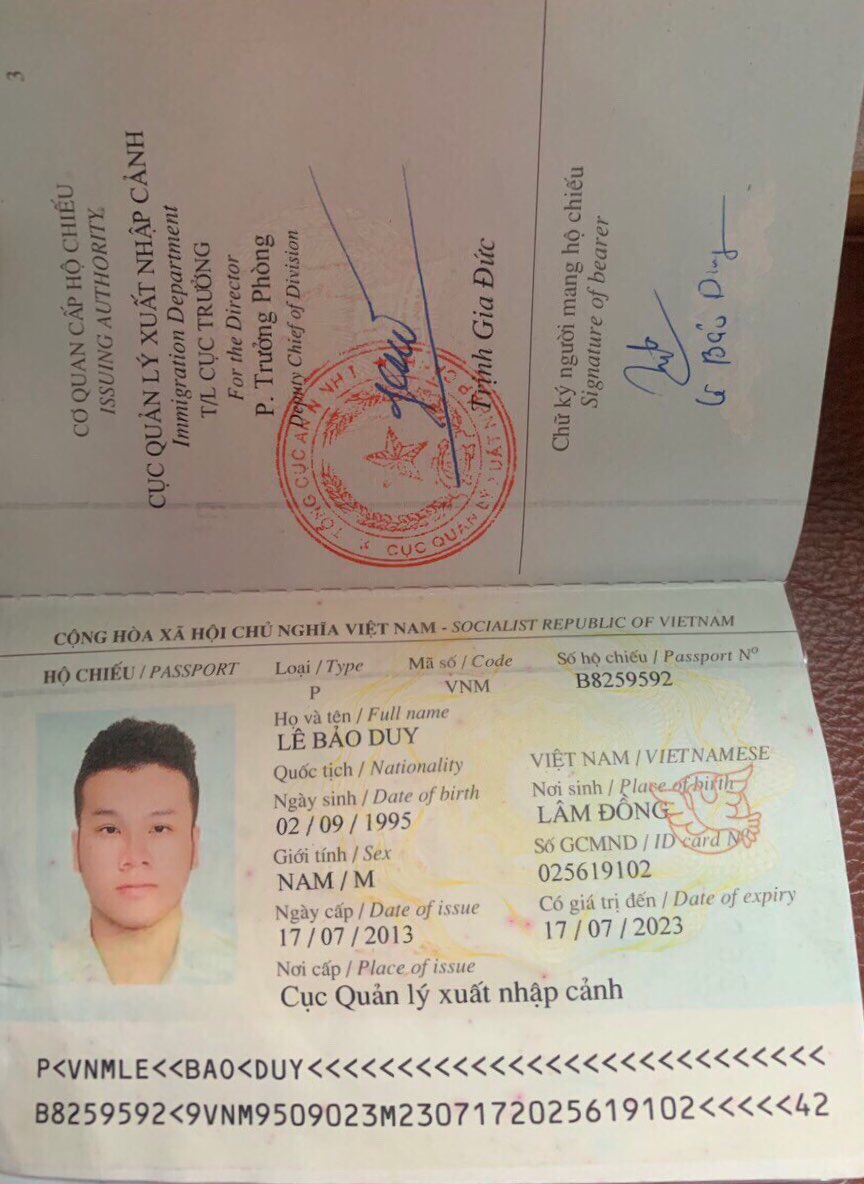 3
CƠ QUAN CẤP HỘ CHIẾU
ISSUING AUTHORITY
CỤC QUẢN LÝ XUẤT NHẬP CẢNH
Immigration Department
T/L CỤC TRƯỞNG
For the Director
P. Trưởng Phòng
Deputy Chief of Division
TỔNG CỤC AN NINH I
CỤC QUẢN LÝ XUẤT NHẬP C
Trịnh Gia Đức
Chữ ký người mang hộ chiếu
Signature of bearer
Lê Bảo Duy
CỘNG HÒA XÃ HỘI CHỦ NGHĨA VIỆT NAM - SOCIALIST REPUBLIC OF VIETNAM
HỘ CHIẾU / PASSPORT Loại / Type Mã số / Code Số hộ chiếu / Passport Nº
P VNM B8259592
Họ và tên / Full name
LÊ BẢO DUY
Quốc tịch / Nationality VIỆT NAM / VIETNAMESE
Ngày sinh / Date of birth Nơi sinh / Place of birth
02 / 09 / 1995 LÂM ĐỒNG
Giới tính / Sex Số GCMND / ID card Nº
NAM / M 025619102
Ngày cấp / Date of issue Có giá trị đến / Date of expiry
17 / 07 / 2013 17 / 07 / 2023
Nơi cấp / Place of issue
Cục Quản lý xuất nhập cảnh
P<VNMLE<<BAO<DUY<<<<<<<<<<<<<<<<<<<<<<<<<<<<
B8259592<9VNM9509023M2307172025619102<<<<<42